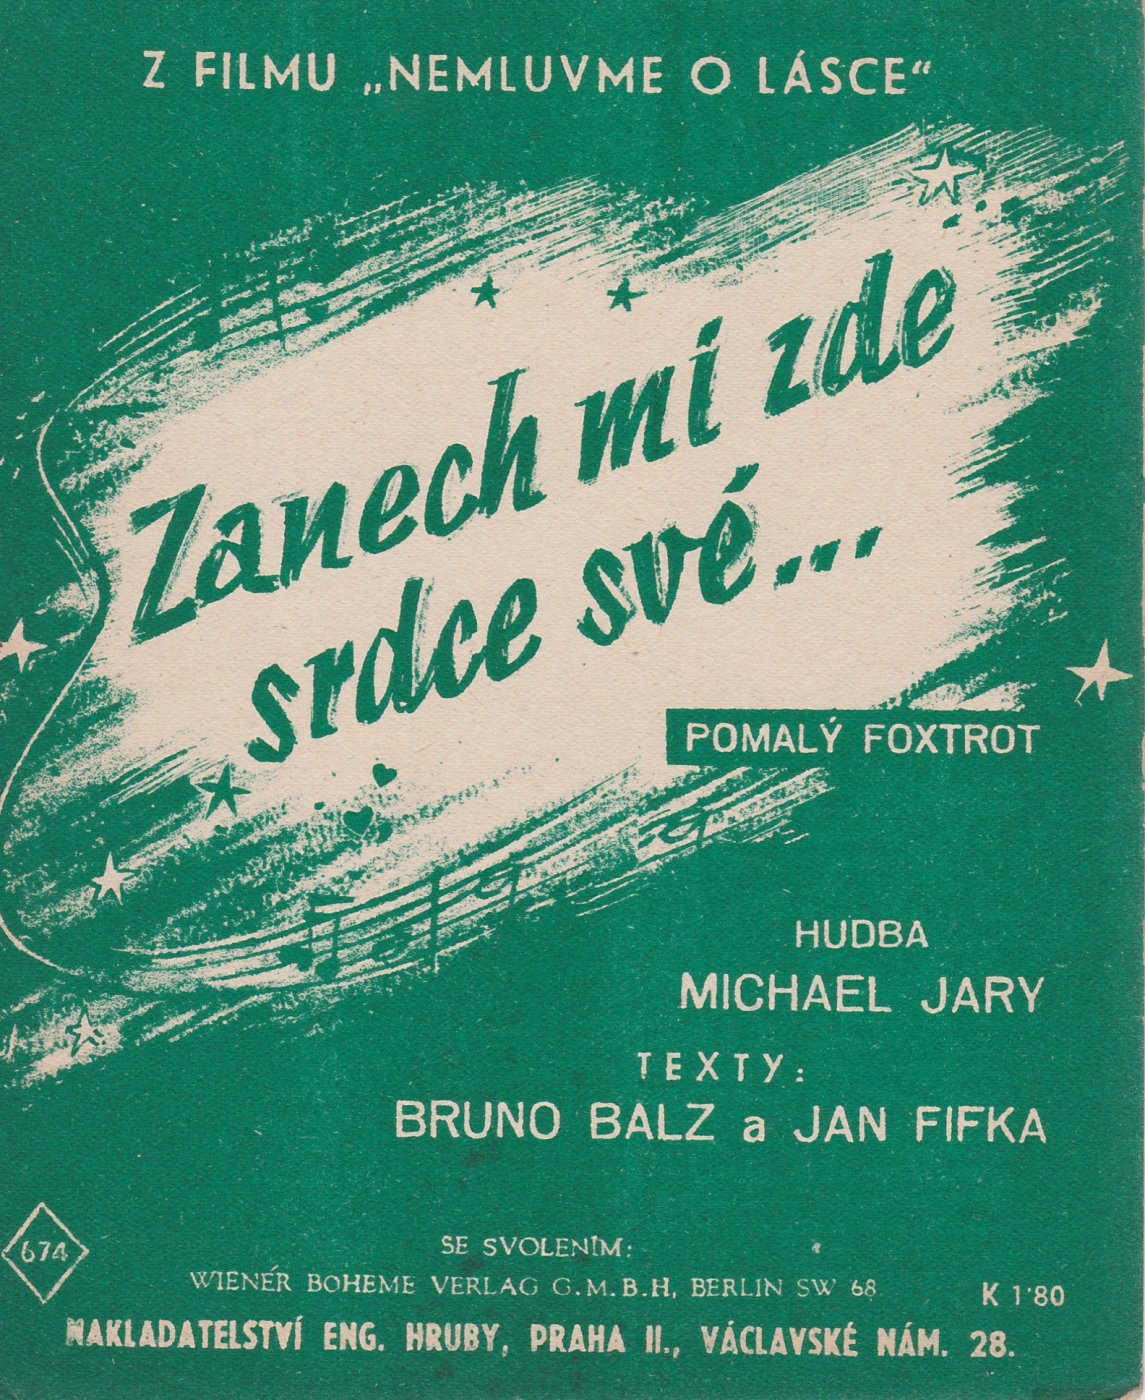 Z FILMU „NEMLUVME O LÁSCE“
Zanech mi zde
srdce své...
POMALÝ FOXTROT
HUDBA
MICHAEL JARY
TEXTY:
BRUNO BALZ a JAN FIFKA
674
SE SVOLENÍM:
WIENÉR BOHEME VERLAG G.M.B.H, BERLIN SW 68
K 1'80
NAKLADATELSTVÍ ENG. HRUBY, PRAHA II., VÁCLAVSKÉ NÁM. 28.